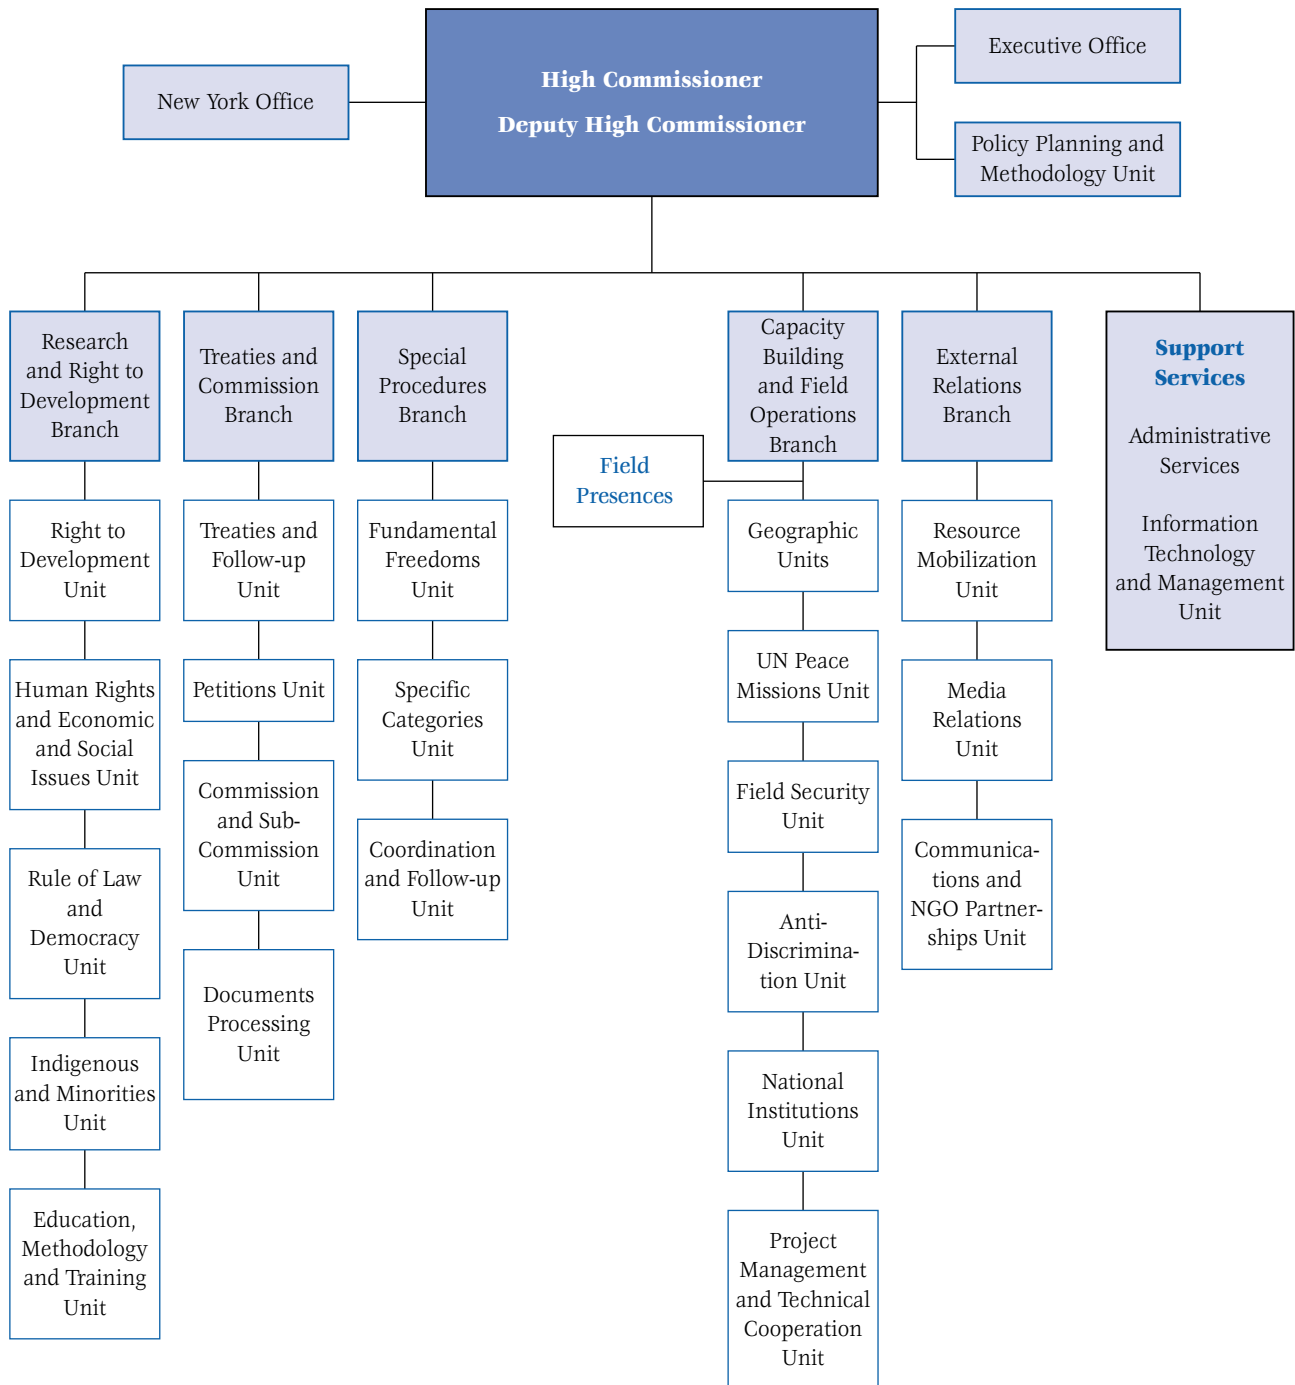 New York Office
High Commissioner
Deputy High Commissioner
Executive Office
Policy Planning and
Methodology Unit
Research
and Right to
Development
Branch
Treaties and
Commission
Branch
Special
Procedures
Branch
Capacity
Building
and Field
Operations
Branch
External
Relations
Branch
Support
Services
Administrative
Services
Information
Technology
and Management
Unit
Field
Presences
Right to
Development
Unit
Human Rights
and Economic
and Social
Issues Unit
Rule of Law
and
Democracy
Unit
Indigenous
and Minorities
Unit
Education,
Methodology
and Training
Unit
Treaties and
Follow-up
Unit
Petitions Unit
Commission
and Sub-
Commission
Unit
Documents
Processing
Unit
Fundamental
Freedoms
Unit
Specific
Categories
Unit
Coordination
and Follow-up
Unit
Geographic
Units
UN Peace
Missions Unit
Field Security
Unit
Anti-
Discrimina-
tion Unit
National
Institutions
Unit
Project
Management
and Technical
Cooperation
Unit
Resource
Mobilization
Unit
Media
Relations
Unit
Communica-
tions and
NGO Partner-
ships Unit